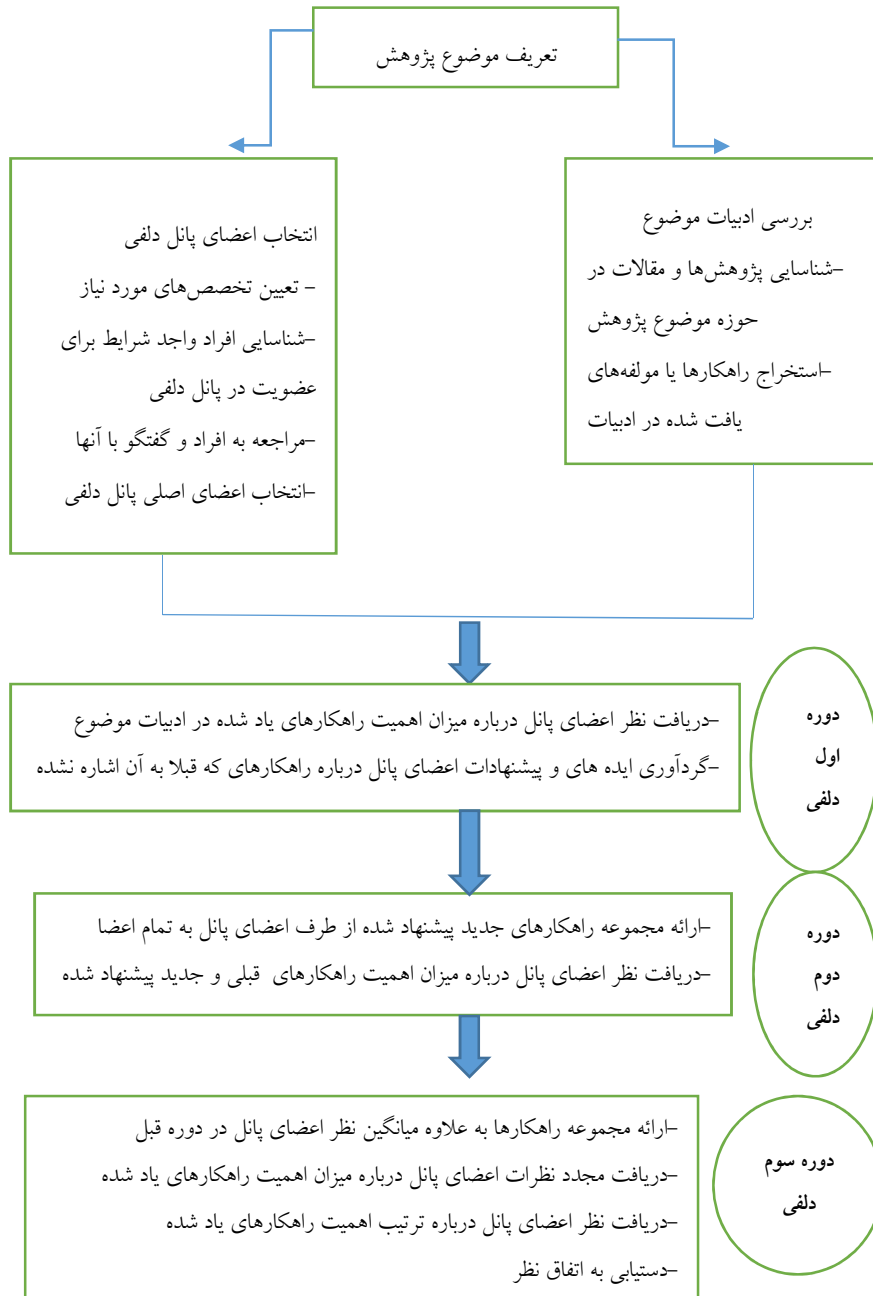 تعریف موضوع پژوهش
بررسی ادبیات موضوع
–شناسایی پژوهش‌ها و مقالات در
حوزه موضوع پژوهش
–استخراج راهکارها یا مولفه‌های
یافت شده در ادبیات
انتخاب اعضای پانل دلفی
– تعیین تخصص‌های مورد نیاز
–شناسایی افراد واجد شرایط برای
عضویت در پانل دلفی
–مراجعه به افراد و گفتگو با آنها
–انتخاب اعضای اصلی پانل دلفی
دوره
اول
دلفی
–دریافت نظر اعضای پانل درباره میزان اهمیت راهکارهای یاد شده در ادبیات موضوع
–گردآوری ایده های و پیشنهادات اعضای پانل درباره راهکارهای که قبلا به آن اشاره نشده
دوره
دوم
دلفی
–ارائه مجموعه راهکارهای جدید پیشنهاد شده از طرف اعضای پانل به تمام اعضا
–دریافت نظر اعضای پانل درباره میزان اهمیت راهکارهای قبلی و جدید پیشنهاد شده
دوره سوم
دلفی
–ارائه مجموعه راهکارها به علاوه میانگین نظر اعضای پانل در دوره قبل
–دریافت مجدد نظرات اعضای پانل درباره میزان اهمیت راهکارهای یاد شده
–دریافت نظر اعضای پانل درباره ترتیب اهمیت راهکارهای یاد شده
–دستیابی به اتفاق نظر